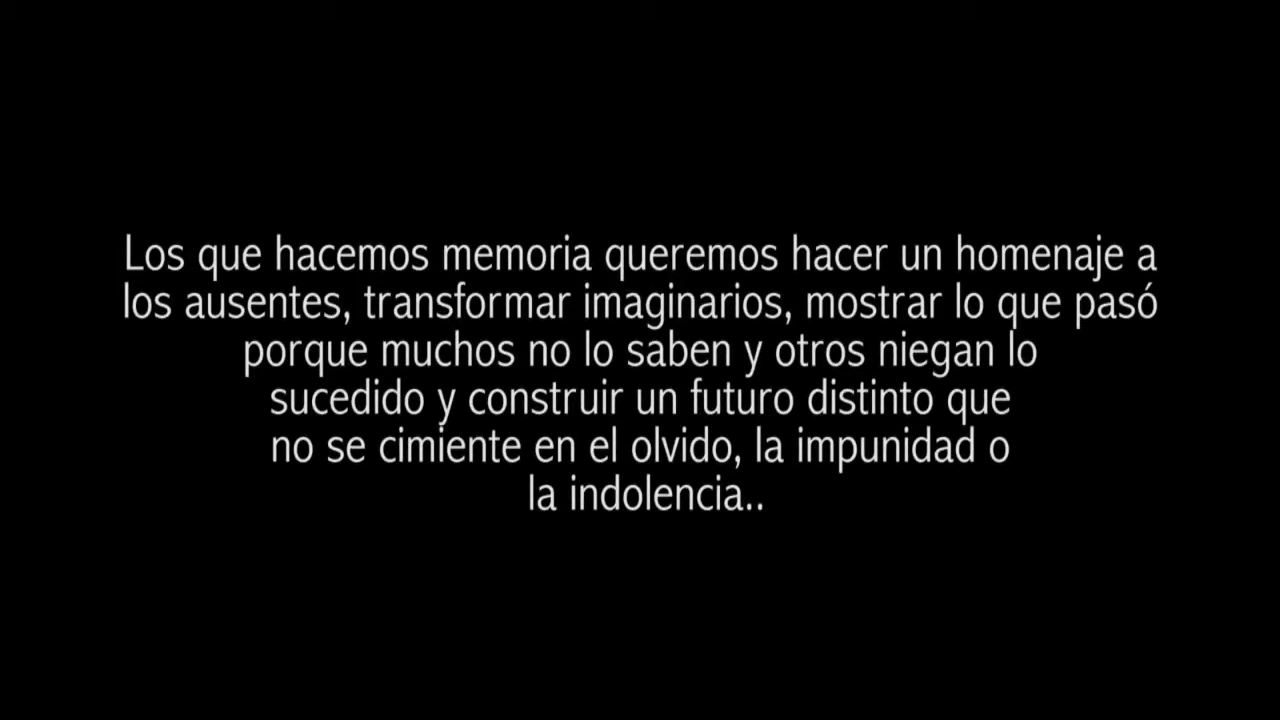 Los que hacemos memoria queremos hacer un homenaje a
los ausentes, transformar imaginarios, mostrar lo que pasó
porque muchos no lo saben y otros niegan lo
sucedido y construir un futuro distinto que
no se cimiente en el olvido, la impunidad o
la indolencia..